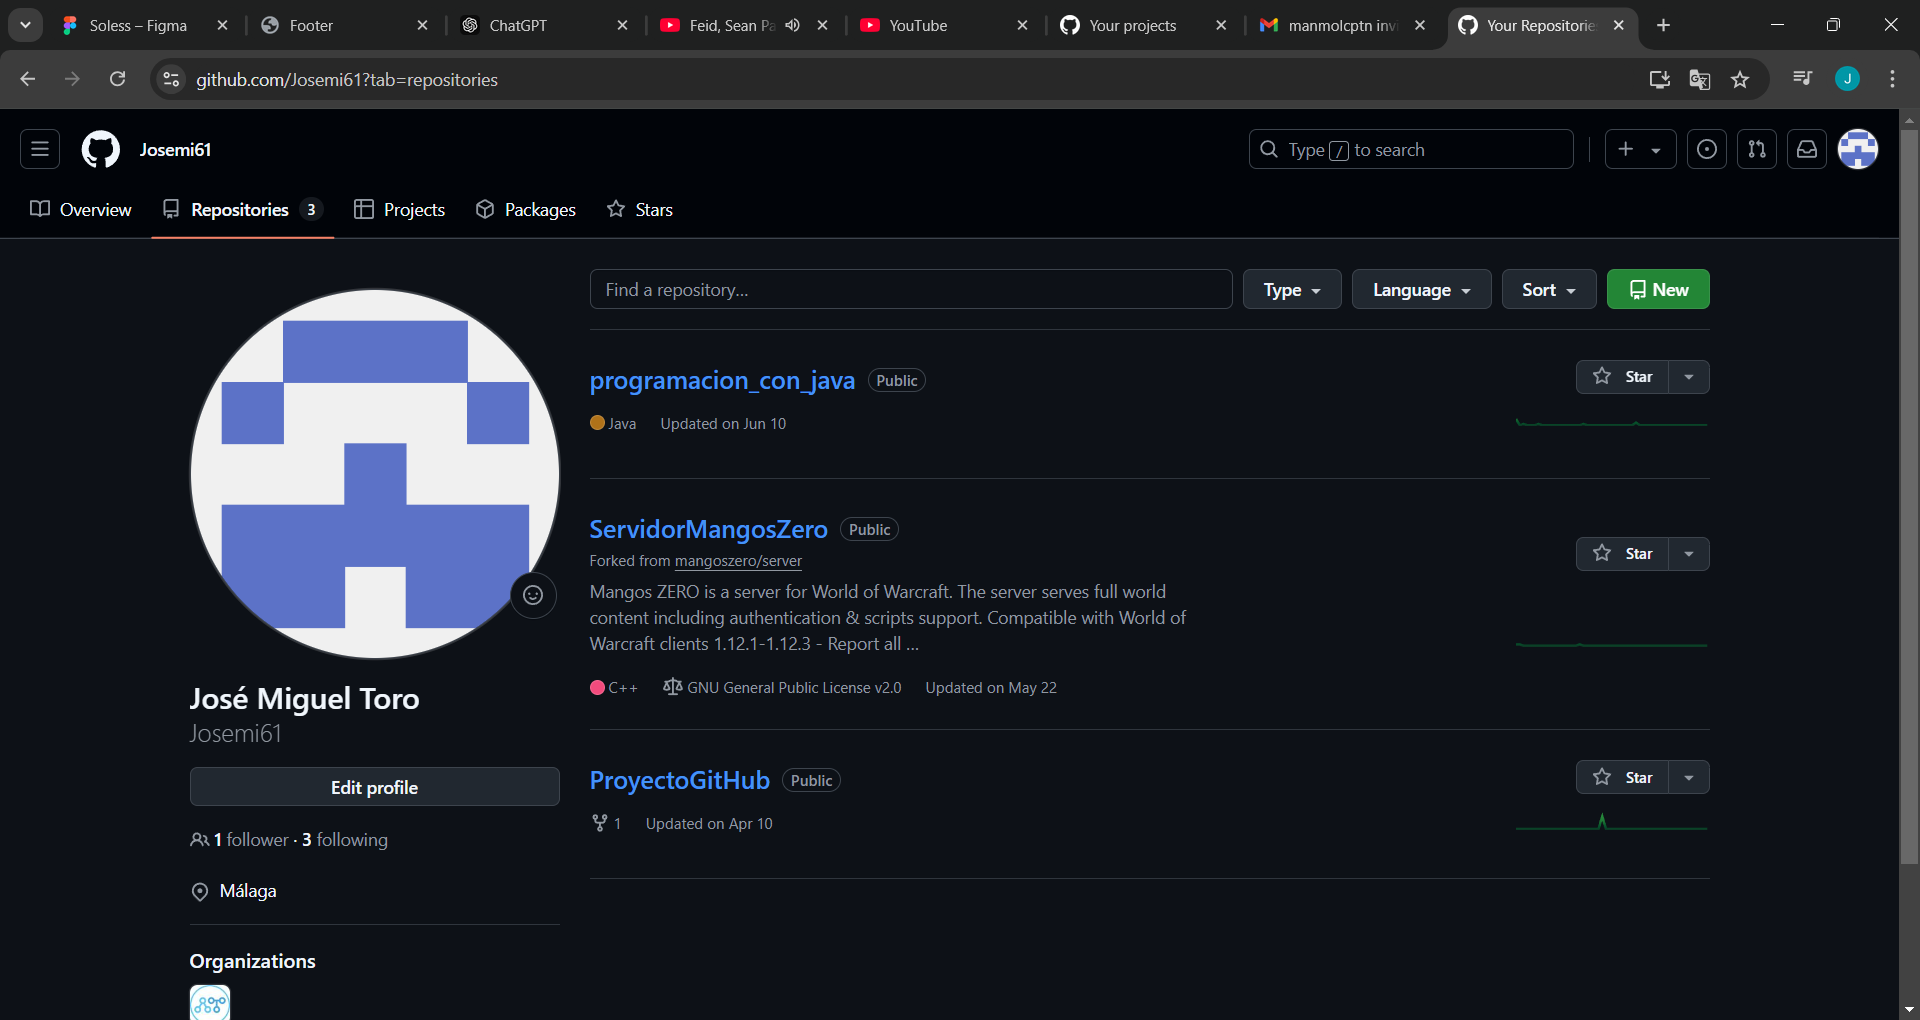 Soless – Figma
Footer
ChatGPT
Feid, Sean Pa
YouTube
Your projects
manmolcptn inv
Your Repositorie
github.com/Josemi61?tab=repositories
J
Josemi61
Type / to search
Overview
Repositories 3
Projects
Packages
Stars
Find a repository...
Type
Language
Sort
New
programacion_con_java Public
Star
Java Updated on Jun 10
ServidorMangosZero Public
Star
Forked from mangoszero/server
Mangos ZERO is a server for World of Warcraft. The server serves full world
content including authentication & scripts support. Compatible with World of
Warcraft clients 1.12.1-1.12.3 - Report all ...
C++ GNU General Public License v2.0 Updated on May 22
ProyectoGitHub Public
Star
1 Updated on Apr 10
José Miguel Toro
Josemi61
Edit profile
1 follower · 3 following
Málaga
Organizations